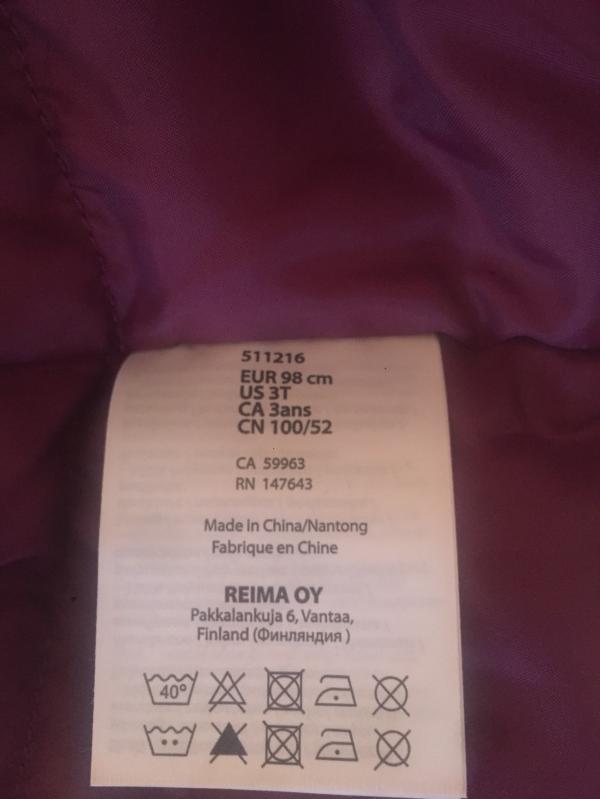 511216
EUR 98 cm
US 3T
CA 3ans
CN 100/52
CA 59963
RN 147643
Made in China/Nantong
Fabrique en Chine
REIMA OY
Pakkalankuja 6, Vantaa,
Finland (Финляндия )
40°